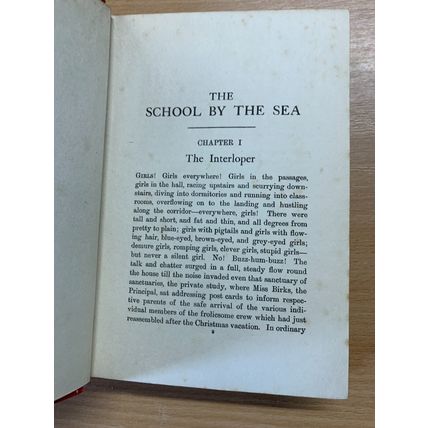 THE
SCHOOL BY THE SEA
CHAPTER I
The Interloper
GIRLS! Girls everywhere! Girls in the passages,
girls in the hall, racing upstairs and scurrying down-
stairs, diving into dormitories and running into class-
rooms, overflowing on to the landing and hustling
along the corridor—everywhere, girls! There were
tall and short, and fat and thin, and all degrees from
pretty to plain; girls with pigtails and girls with flow-
ing hair, blue-eyed, brown-eyed, and grey-eyed girls;
demure girls, romping girls, clever girls, stupid girls—
but never a silent girl. No! Buzz-hum-buzz! The
talk and chatter surged in a full, steady flow round
the house till the noise invaded even that sanctuary of
sanctuaries, the private study, where Miss Birks, the
Principal, sat addressing post cards to inform respec-
tive parents of the safe arrival of the various indi-
vidual members of the frolicsome crew which had just
reassembled after the Christmas vacation. In ordinary